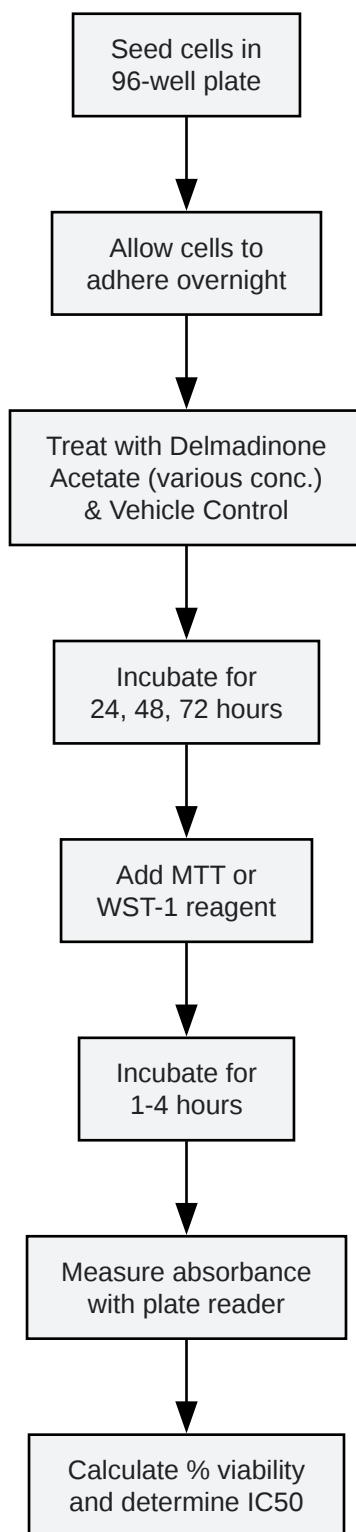 Seed cells in
96-well plate
Allow cells to
adhere overnight
Treat with Delmadinone
Acetate (various conc.)
& Vehicle Control
Incubate for
24, 48, 72 hours
Add MTT or
WST-1 reagent
Incubate for
1-4 hours
Measure absorbance
with plate reader
Calculate % viability
and determine IC50